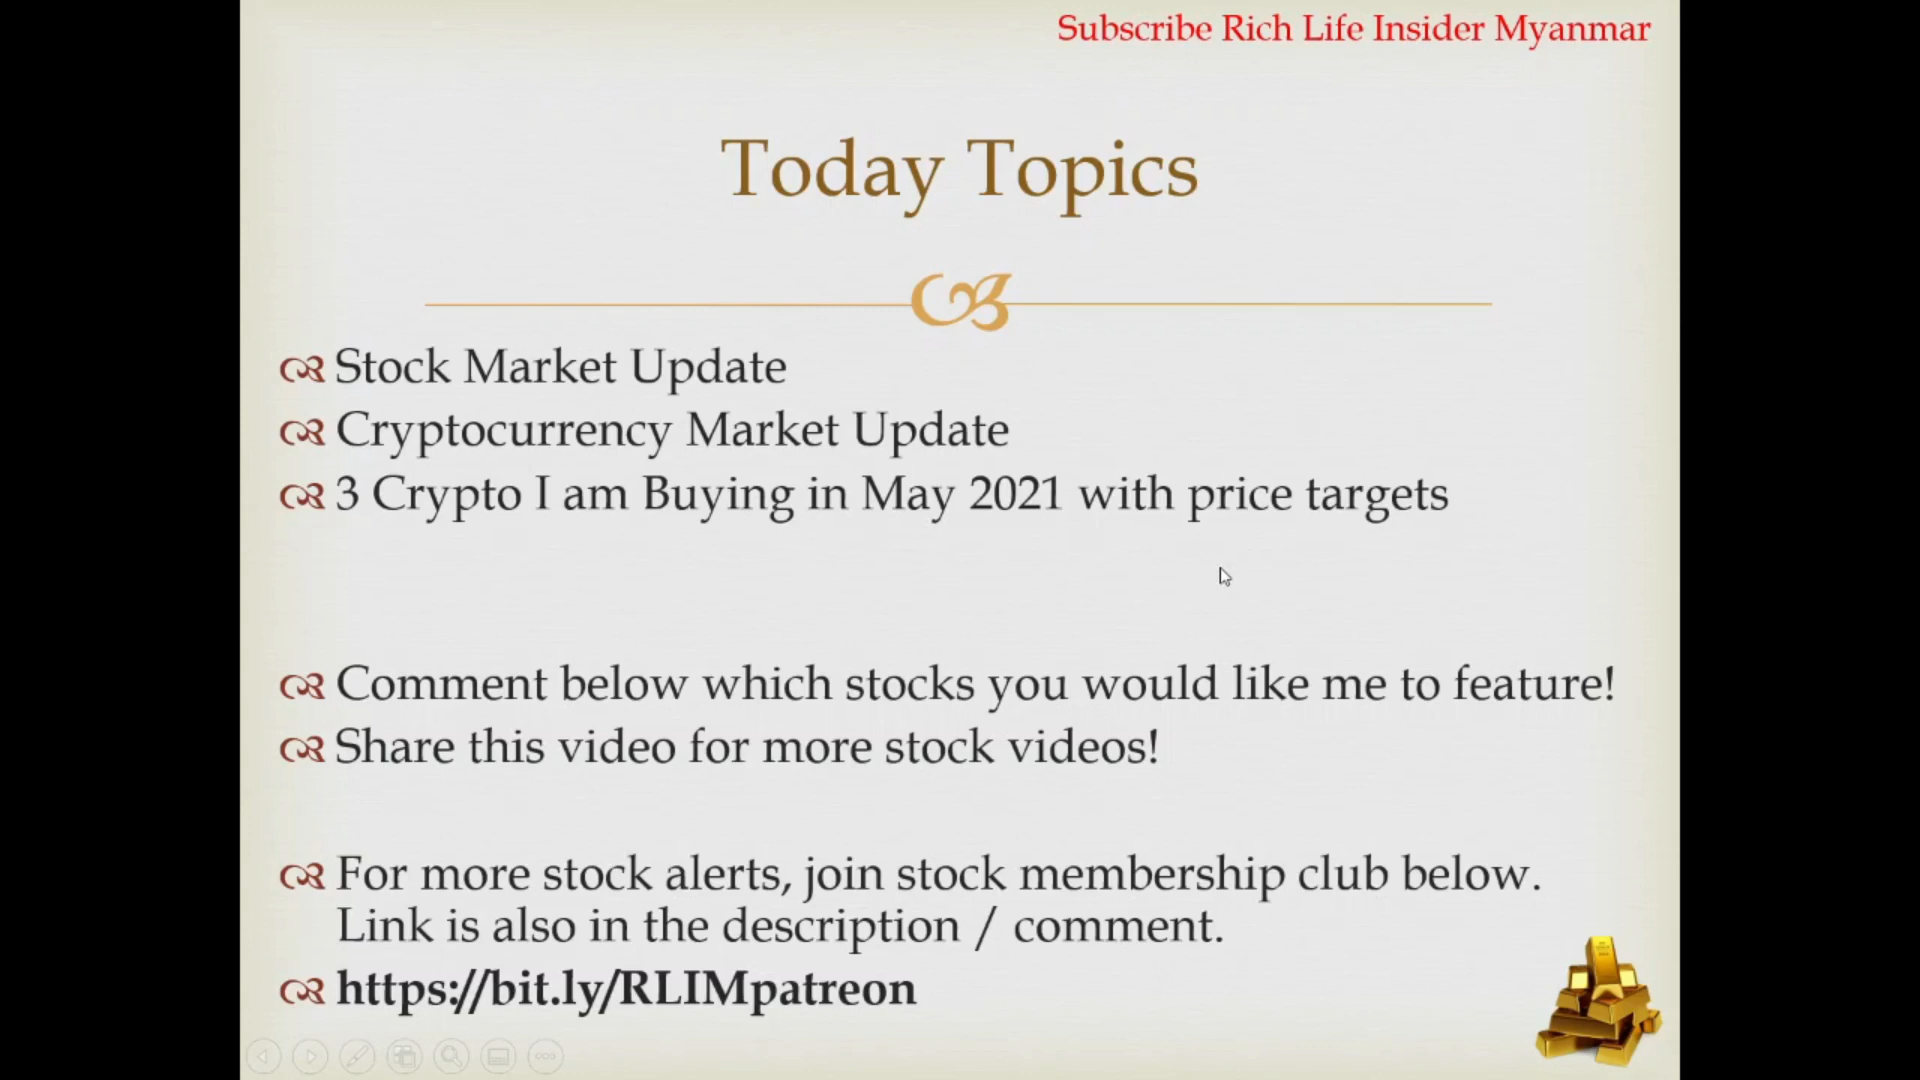 Subscribe Rich Life Insider Myanmar
Today Topics
Stock Market Update
Cryptocurrency Market Update
3 Crypto I am Buying in May 2021 with price targets
Comment below which stocks you would like me to feature!
Share this video for more stock videos!
For more stock alerts, join stock membership club below.
Link is also in the description / comment.
https://bit.ly/RLIMpatreon